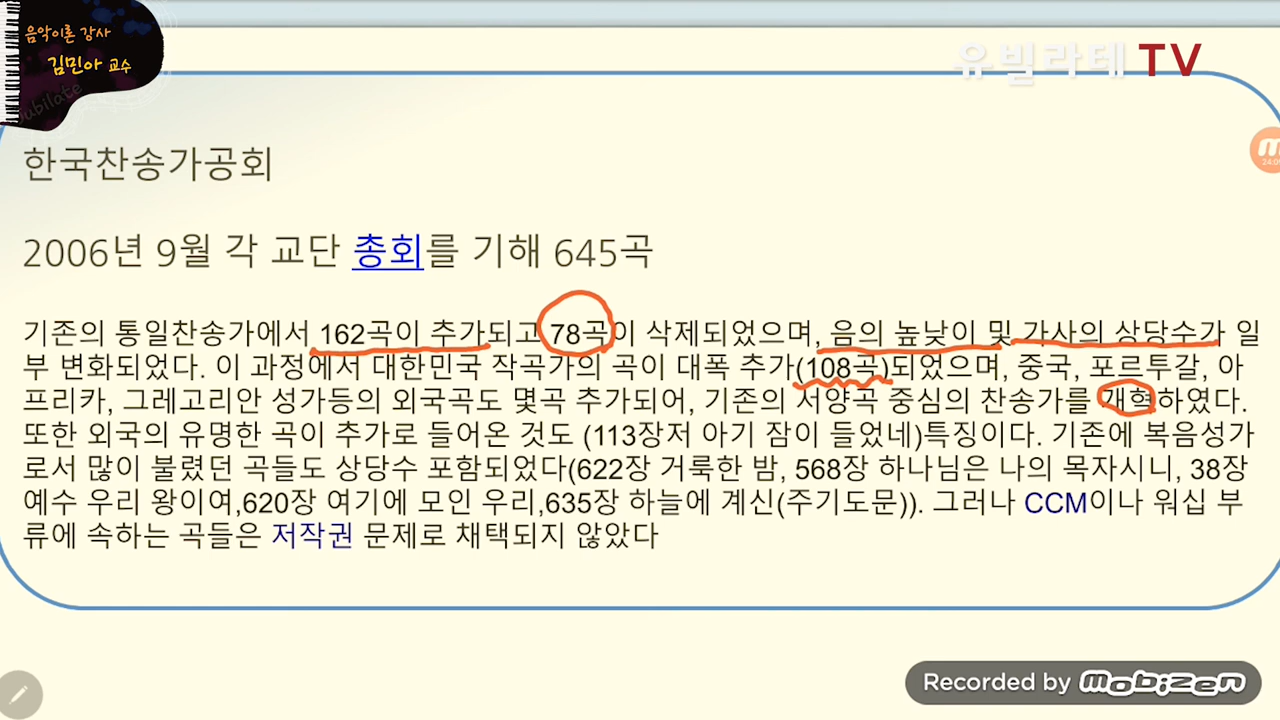 음악이론 강사
김민아 교수
Jubilate
유빌라테 TV
한국찬송가공회
2006년 9월 각 교단 총회를 기해 645곡
기존의 통일찬송가에서 162곡이 추가되고 78곡이 삭제되었으며, 음의 높낮이 및 가사의 상당수가 일
부 변화되었다. 이 과정에서 대한민국 작곡가의 곡이 대폭 추가(108곡)되었으며, 중국, 포르투갈, 아
프리카, 그레고리안 성가등의 외국곡도 몇곡 추가되어, 기존의 서양곡 중심의 찬송가를 개혁하였다.
또한 외국의 유명한 곡이 추가로 들어온 것도 (113장저 아기 잠이 들었네)특징이다. 기존에 복음성가
로서 많이 불렸던 곡들도 상당수 포함되었다(622장 거룩한 밤, 568장 하나님은 나의 목자시니, 38장
예수 우리 왕이여,620장 여기에 모인 우리,635장 하늘에 계신(주기도문)). 그러나 CCM이나 워십 부
류에 속하는 곡들은 저작권 문제로 채택되지 않았다
Recorded by mobizen